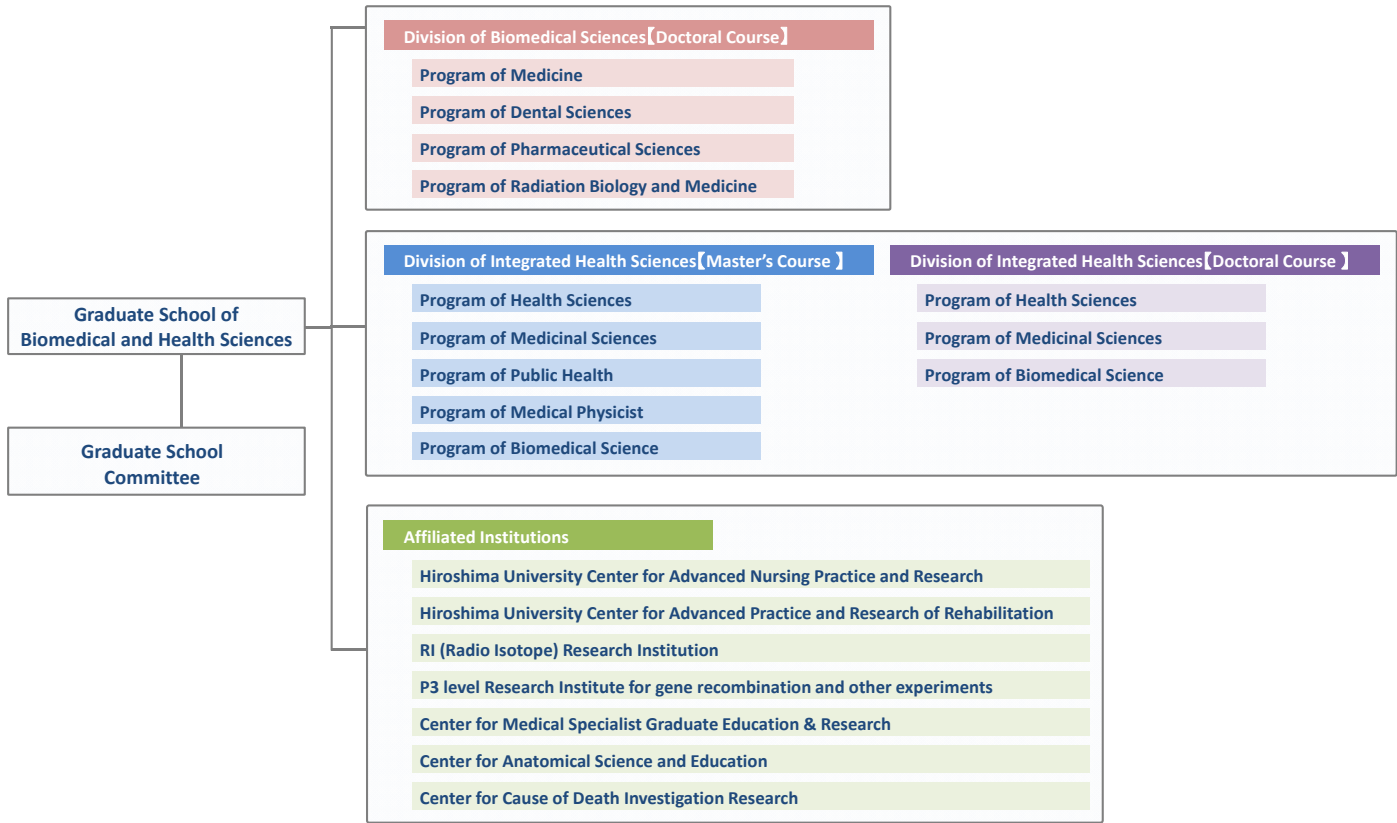 Division of Biomedical Sciences【Doctoral Course】
Program of Medicine
Program of Dental Sciences
Program of Pharmaceutical Sciences
Program of Radiation Biology and Medicine
Division of Integrated Health Sciences【Master's Course 】
Program of Health Sciences
Program of Medicinal Sciences
Program of Public Health
Program of Medical Physicist
Program of Biomedical Science
Division of Integrated Health Sciences【Doctoral Course 】
Program of Health Sciences
Program of Medicinal Sciences
Program of Biomedical Science
Graduate School of
Biomedical and Health Sciences
Graduate School
Committee
Affiliated Institutions
Hiroshima University Center for Advanced Nursing Practice and Research
Hiroshima University Center for Advanced Practice and Research of Rehabilitation
RI (Radio Isotope) Research Institution
P3 level Research Institute for gene recombination and other experiments
Center for Medical Specialist Graduate Education & Research
Center for Anatomical Science and Education
Center for Cause of Death Investigation Research